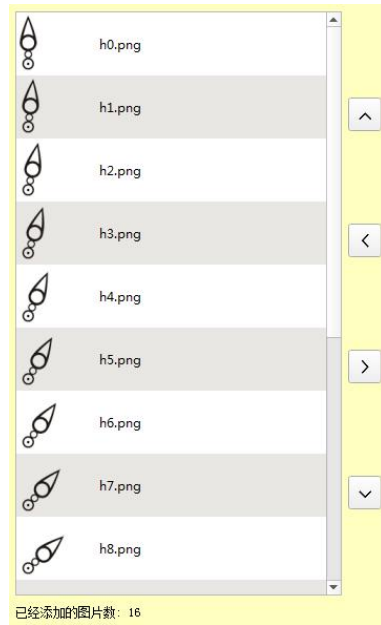 h0.png
h1.png
h2.png
h3.png
h4.png
h5.png
h6.png
h7.png
h8.png
已经添加的图片数: 16